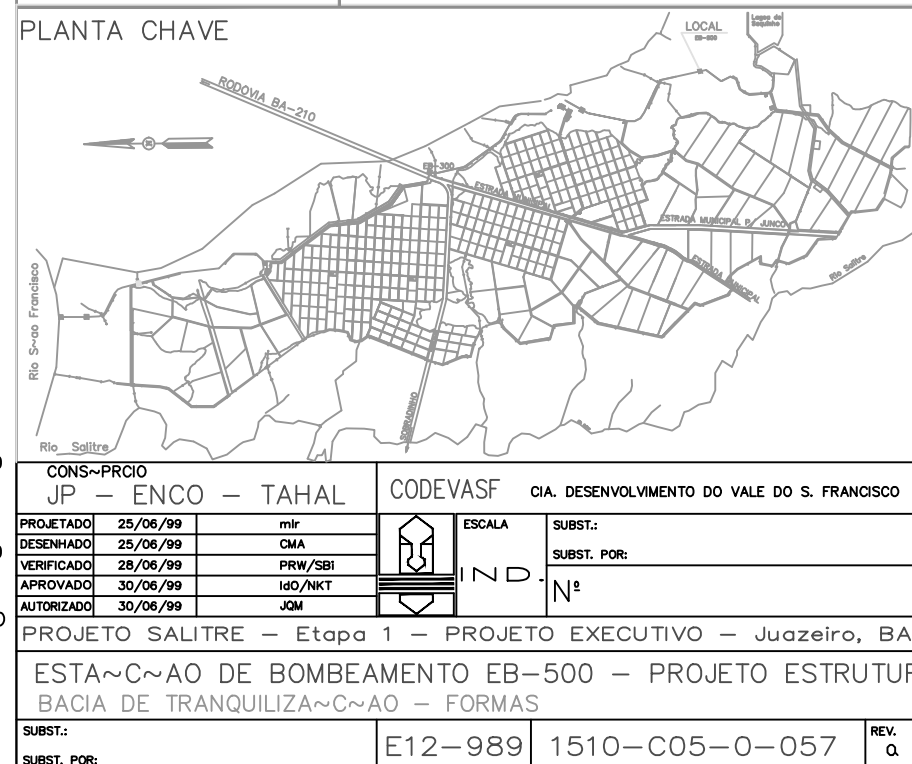 PLANTA CHAVE
LOCAL
EB-500
Lagoa do
RODOVIA BA-210
EB-300
ESTRADA MUNICIPAL
ESTRADA MUNICIPAL P/ JUNCO
ESTRADA MUNICIPAL
Rio Salitre
Rio S~ao Francisco
SOBRADINHO
Rio Salitre
CONS~PRCIO
JP - ENCO - TAHAL
CODEVASF CIA. DESENVOLVIMENTO DO VALE DO S. FRANCISCO
PROJETADO 25/06/99 mlr
DESENHADO 25/06/99 CMA
VERIFICADO 28/06/99 PRW/SBI
APROVADO 30/06/99 IdO/NKT
AUTORIZADO 30/06/99 JQM
ESCALA
IND.
SUBST.:
SUBST. POR:
Nº
PROJETO SALITRE - Etapa 1 - PROJETO EXECUTIVO - Juazeiro, BA
ESTA~C~AO DE BOMBEAMENTO EB-500 - PROJETO ESTRUTUR
BACIA DE TRANQUILIZA~C~AO - FORMAS
SUBST.:
SUBST. POR:
E12-989 1510-C05-0-057
REV.
a